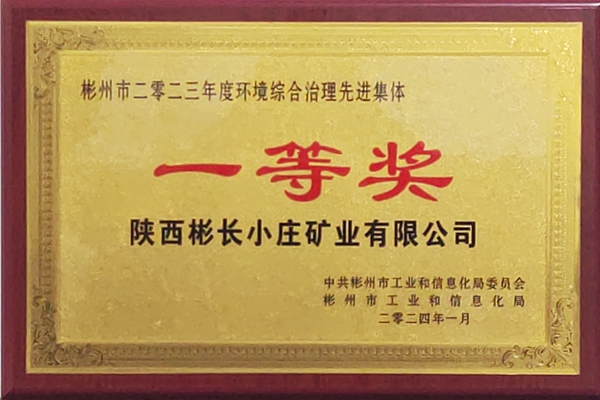 彬州市二零二三年度环境综合治理先进集体
一等奖
陕西彬长小庄矿业有限公司
中共彬州市工业和信息化局委员会
彬州市工业和信息化局
二零二四年一月